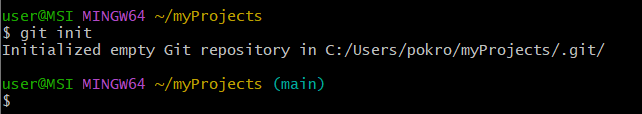 user@MSI MINGW64 ~/myProjects
$ git init
Initialized empty Git repository in C:/Users/pokro/myProjects/.git/
user@MSI MINGW64 ~/myProjects (main)
$